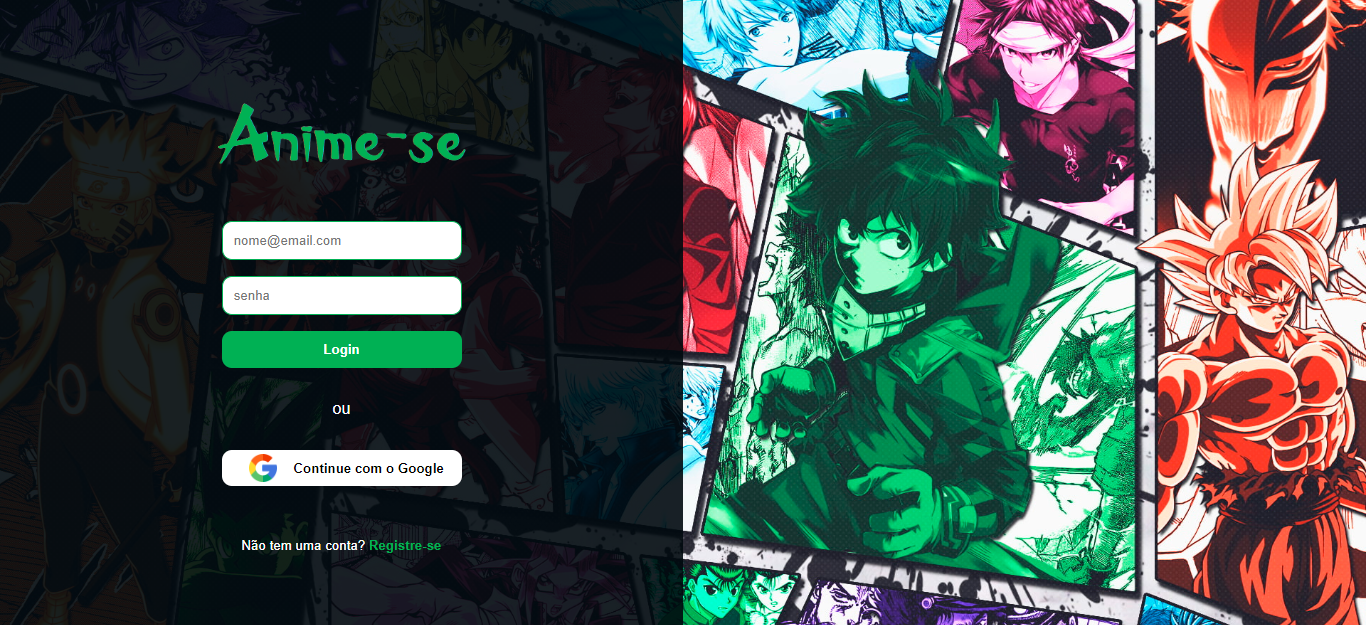 Anime-se
nome@email.com
senha
Login
ou
Continue com o Google
Não tem uma conta? Registre-se